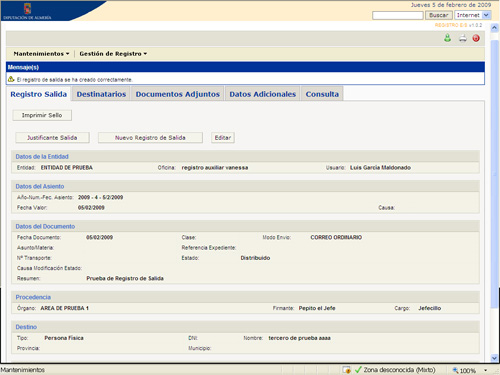 Jueves 5 de febrero de 2009
DIPUTACIÓN DE ALMERÍA
Buscar Internet
REGISTRO E/S v1.0.2
Mantenimientos Gestión de Registro
Mensaje(s)
El registro de salida se ha creado correctamente.
Registro Salida Destinatarios Documentos Adjuntos Datos Adicionales Consulta
Imprimir Sello
Justificante Salida Nuevo Registro de Salida Editar
Datos de la Entidad
Entidad: ENTIDAD DE PRUEBA Oficina: registro auxiliar vanessa Usuario: Luis García Maldonado
Datos del Asiento
Año-Num.-Fec. Asiento: 2009 - 4 - 5/2/2009
Fecha Valor: 05/02/2009 Causa:
Datos del Documento
Fecha Documento: 05/02/2009 Clase: Modo Envío: CORREO ORDINARIO
Asunto/Materia: Referencia Expediente:
Nº Transporte: Estado: Distribuido
Causa Modificación Estado:
Resumen: Prueba de Registro de Salida
Procedencia
Órgano: AREA DE PRUEBA 1 Firmante: Pepito el Jefe Cargo: Jefecillo
Destino
Tipo: Persona Física DNI: Nombre: tercero de prueba aaaa
Provincia: Municipio:
Mantenimientos Zona desconocida (Mixto) 100%